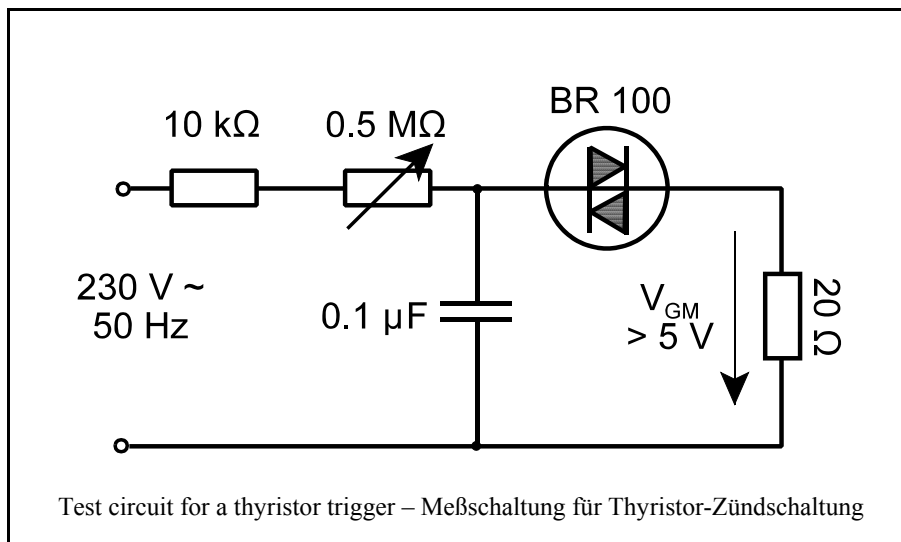 BR 100
10 kΩ
0.5 MΩ
230 V ~
50 Hz
0.1 µF
V_GM
> 5 V
20 Ω
Test circuit for a thyristor trigger – Meßschaltung für Thyristor-Zündschaltung